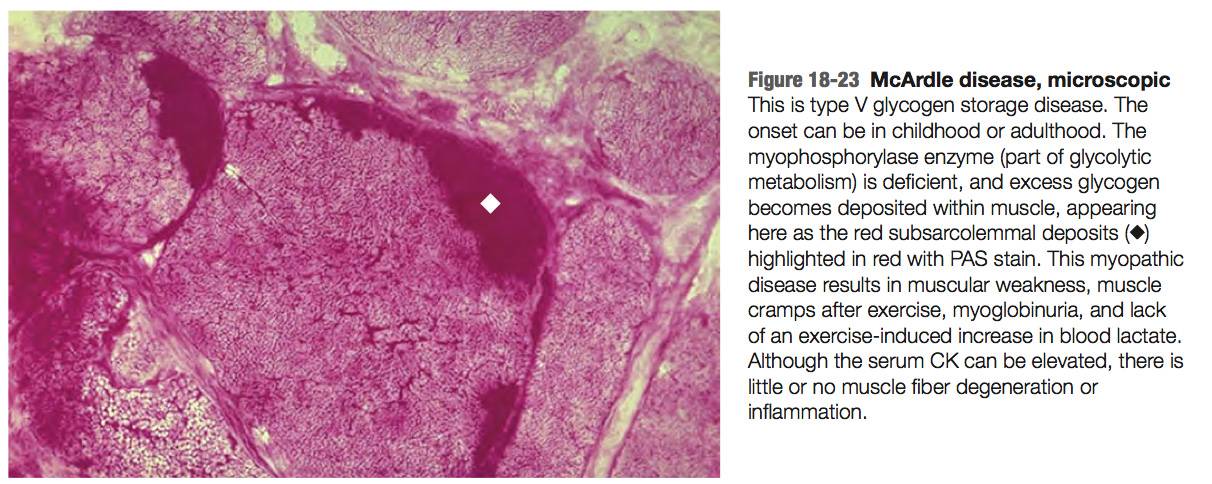 Figure 18-23 McArdle disease, microscopic
This is type V glycogen storage disease. The
onset can be in childhood or adulthood. The
myophosphorylase enzyme (part of glycolytic
metabolism) is deficient, and excess glycogen
becomes deposited within muscle, appearing
here as the red subsarcolemmal deposits (◆)
highlighted in red with PAS stain. This myopathic
disease results in muscular weakness, muscle
cramps after exercise, myoglobinuria, and lack
of an exercise-induced increase in blood lactate.
Although the serum CK can be elevated, there is
little or no muscle fiber degeneration or
inflammation.